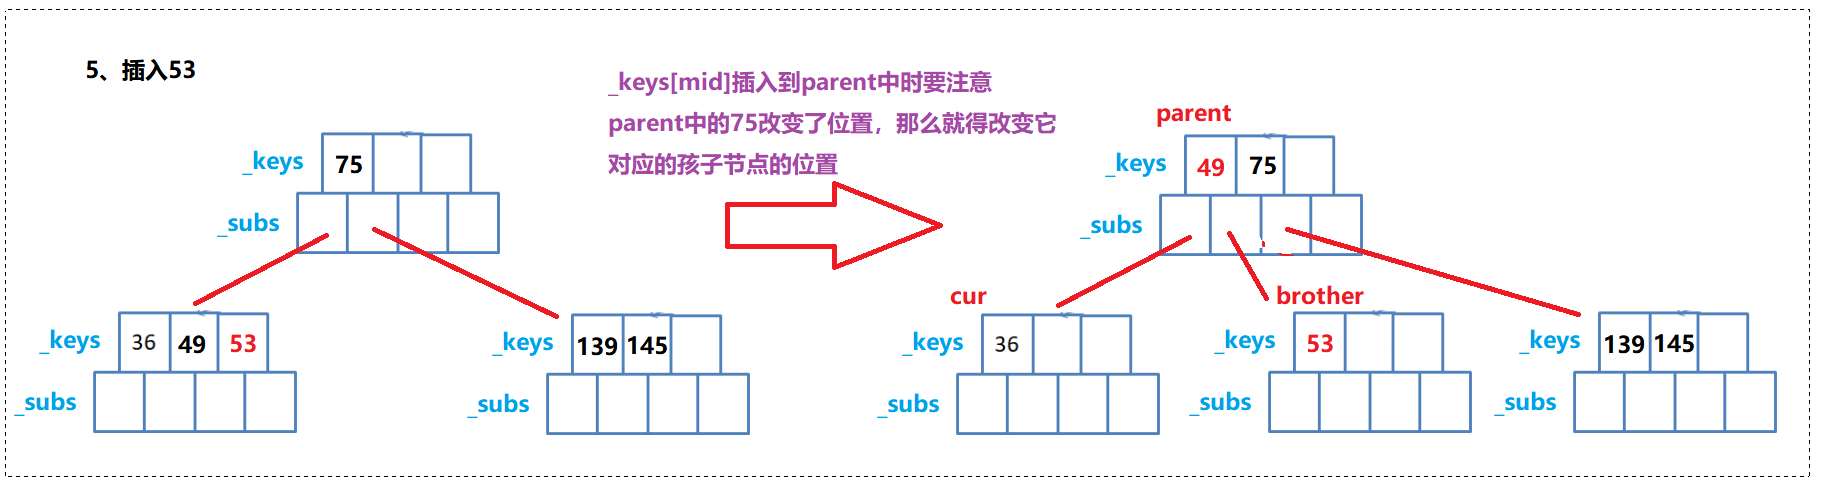 5、插入53
_keys[mid]插入到parent中时要注意
parent中的75改变了位置，那么就得改变它
对应的孩子节点的位置
_keys 75
_subs
_keys 36 49 53
_subs
_keys 139 145
_subs
parent
_keys 49 75
_subs
cur
_keys 36
_subs
brother
_keys 53
_subs
_keys 139 145
_subs